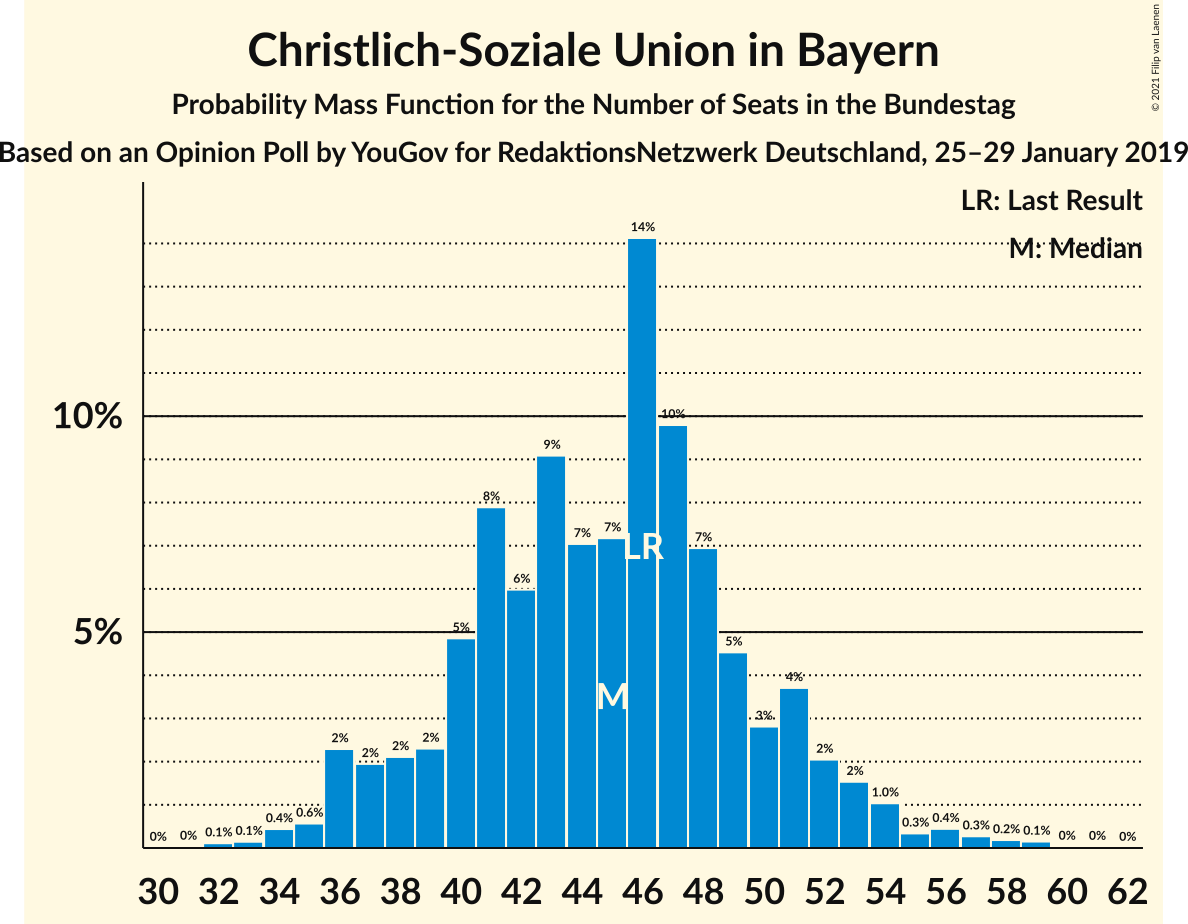 Christlich-Soziale Union in Bayern
Probability Mass Function for the Number of Seats in the Bundestag
Based on an Opinion Poll by YouGov for RedaktionsNetzwerk Deutschland, 25–29 January 2019
© 2021 Filip van Laenen
LR: Last Result
M: Median
10%
5%
0% 0% 0.1% 0.1% 0.4% 0.6% 2% 2% 2% 2% 5% 8% 6% 9% 7% 7% 14% 10% 7% 5% 3% 4% 2% 2% 1.0% 0.3% 0.4% 0.3% 0.2% 0.1% 0% 0% 0%
LR
M
30 32 34 36 38 40 42 44 46 48 50 52 54 56 58 60 62